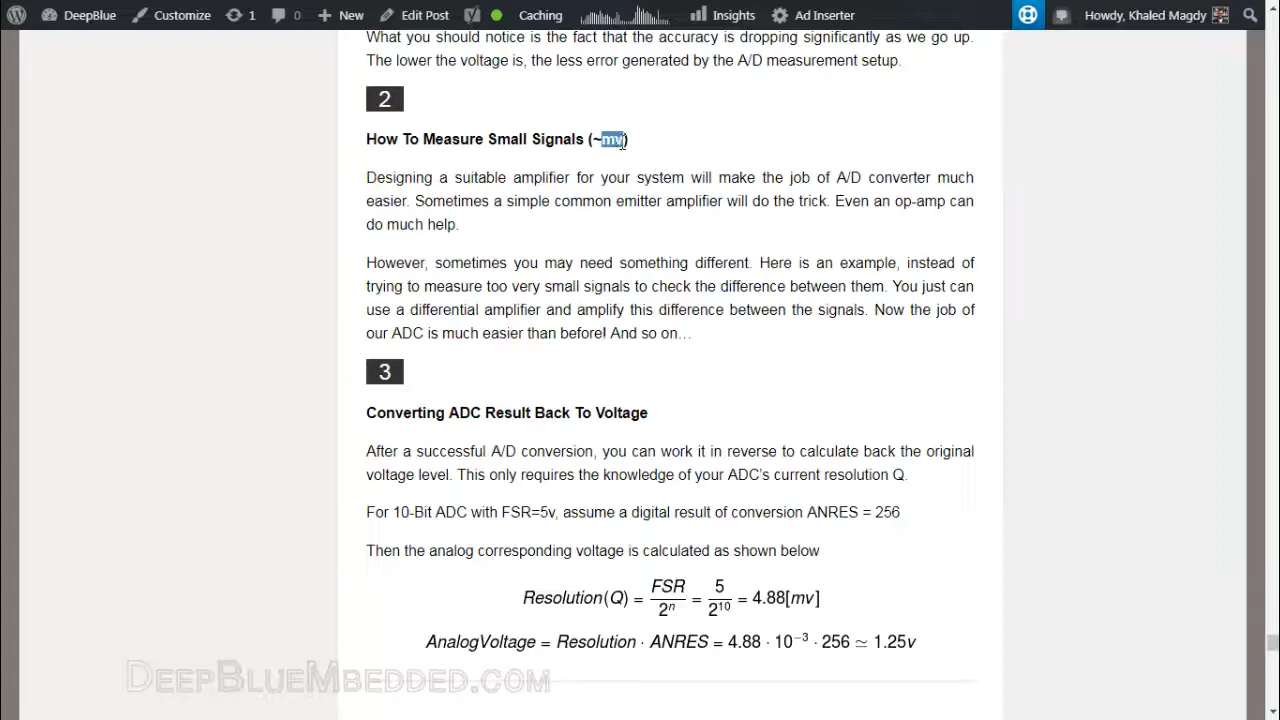 DeepBlue Customize 1 0 New Edit Post Caching Insights Ad Inserter Howdy, Khaled Magdy
What you should notice is the fact that the accuracy is dropping significantly as we go up.
The lower the voltage is, the less error generated by the A/D measurement setup.
2
How To Measure Small Signals (~mv)
Designing a suitable amplifier for your system will make the job of A/D converter much
easier. Sometimes a simple common emitter amplifier will do the trick. Even an op-amp can
do much help.
However, sometimes you may need something different. Here is an example, instead of
trying to measure too very small signals to check the difference between them. You just can
use a differential amplifier and amplify this difference between the signals. Now the job of
our ADC is much easier than before! And so on…
3
Converting ADC Result Back To Voltage
After a successful A/D conversion, you can work it in reverse to calculate back the original
voltage level. This only requires the knowledge of your ADC's current resolution Q.
For 10-Bit ADC with FSR=5v, assume a digital result of conversion ANRES = 256
Then the analog corresponding voltage is calculated as shown below
Resolution(Q) = FSR/2ⁿ = 5/2¹⁰ = 4.88[mv]
AnalogVoltage = Resolution · ANRES = 4.88 · 10⁻³ · 256 ≃ 1.25v
DEEPBLUEMBEDDED.COM